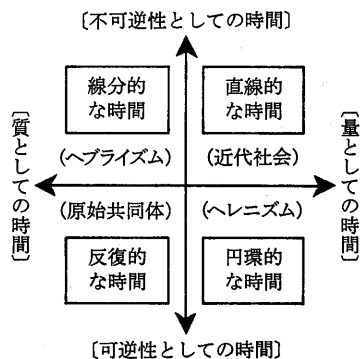 〔不可逆性としての時間〕
線分的
な時間
直線的
な時間
(ヘブライズム)
(近代社会)
〔質としての時間〕
〔量としての時間〕
(原始共同体)
(ヘレニズム)
反復的
な時間
円環的
な時間
〔可逆性としての時間〕